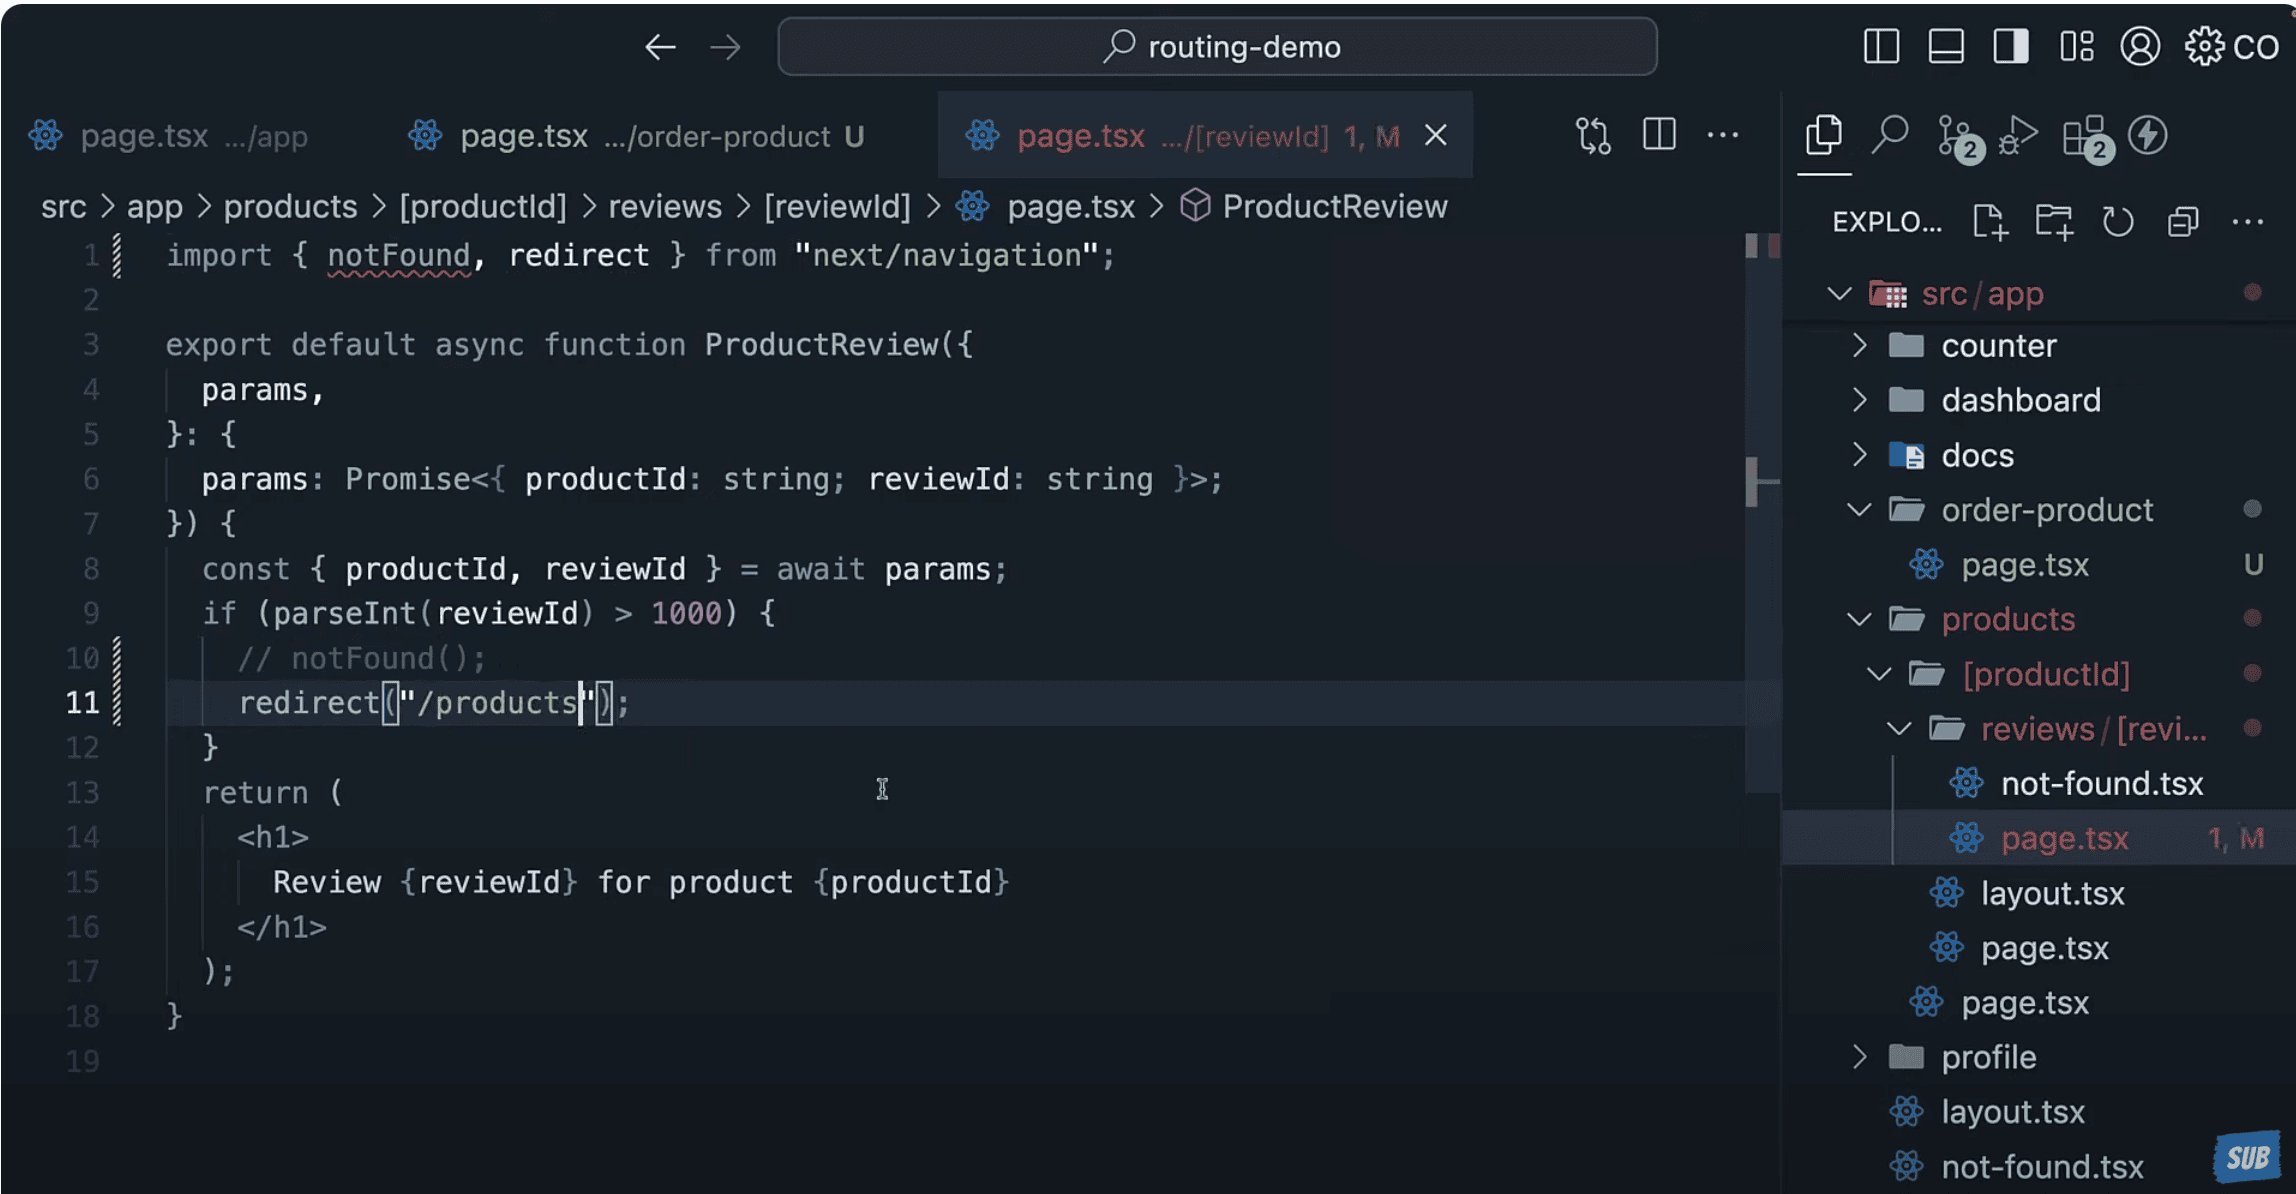 routing-demo
CO
page.tsx .../app
page.tsx .../order-product U
page.tsx .../[reviewId] 1, M
2
2
src > app > products > [productId] > reviews > [reviewId] > page.tsx > ProductReview
EXPLO...
1 import { notFound, redirect } from "next/navigation";
2
3 export default async function ProductReview({
4 params,
5 }: {
6 params: Promise<{ productId: string; reviewId: string }>;
7 }) {
8 const { productId, reviewId } = await params;
9 if (parseInt(reviewId) > 1000) {
10 // notFound();
11 redirect("/products");
12 }
13 return (
14 <h1>
15 Review {reviewId} for product {productId}
16 </h1>
17 );
18 }
19
src/app
counter
dashboard
docs
order-product
page.tsx U
products
[productId]
reviews/[revi...
not-found.tsx
page.tsx 1, M
layout.tsx
page.tsx
page.tsx
profile
layout.tsx
not-found.tsx
SUB